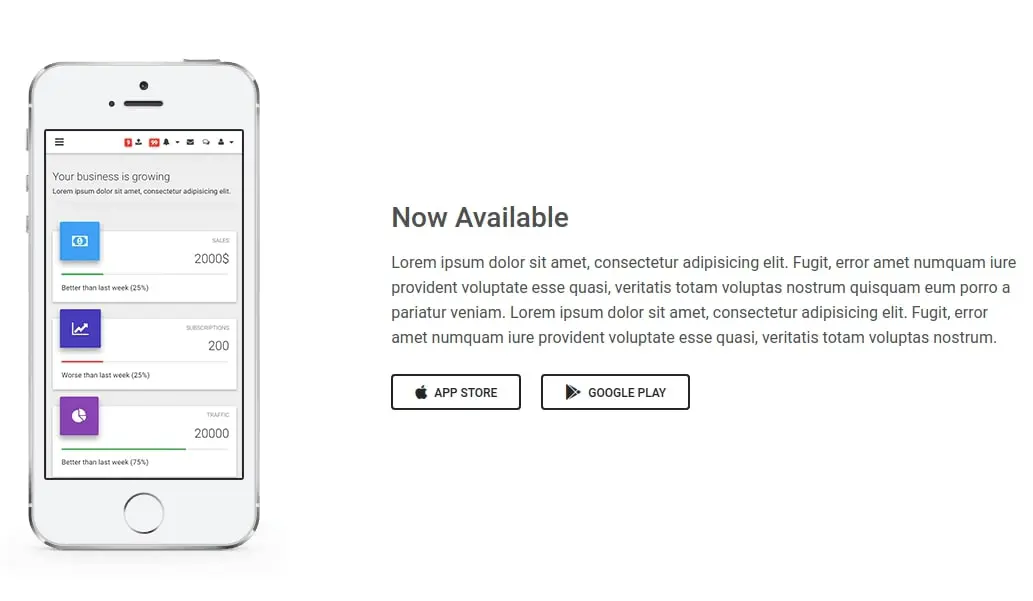 9
99
Your business is growing
Lorem ipsum dolor sit amet, consectetur adipisicing elit.
SALES
2000$
Better than last week (25%)
SUBSCRIPTIONS
200
Worse than last week (25%)
TRAFFIC
20000
Better than last week (75%)
Now Available
Lorem ipsum dolor sit amet, consectetur adipisicing elit. Fugit, error amet numquam iure
provident voluptate esse quasi, veritatis totam voluptas nostrum quisquam eum porro a
pariatur veniam. Lorem ipsum dolor sit amet, consectetur adipisicing elit. Fugit, error
amet numquam iure provident voluptate esse quasi, veritatis totam voluptas nostrum.
APP STORE
GOOGLE PLAY